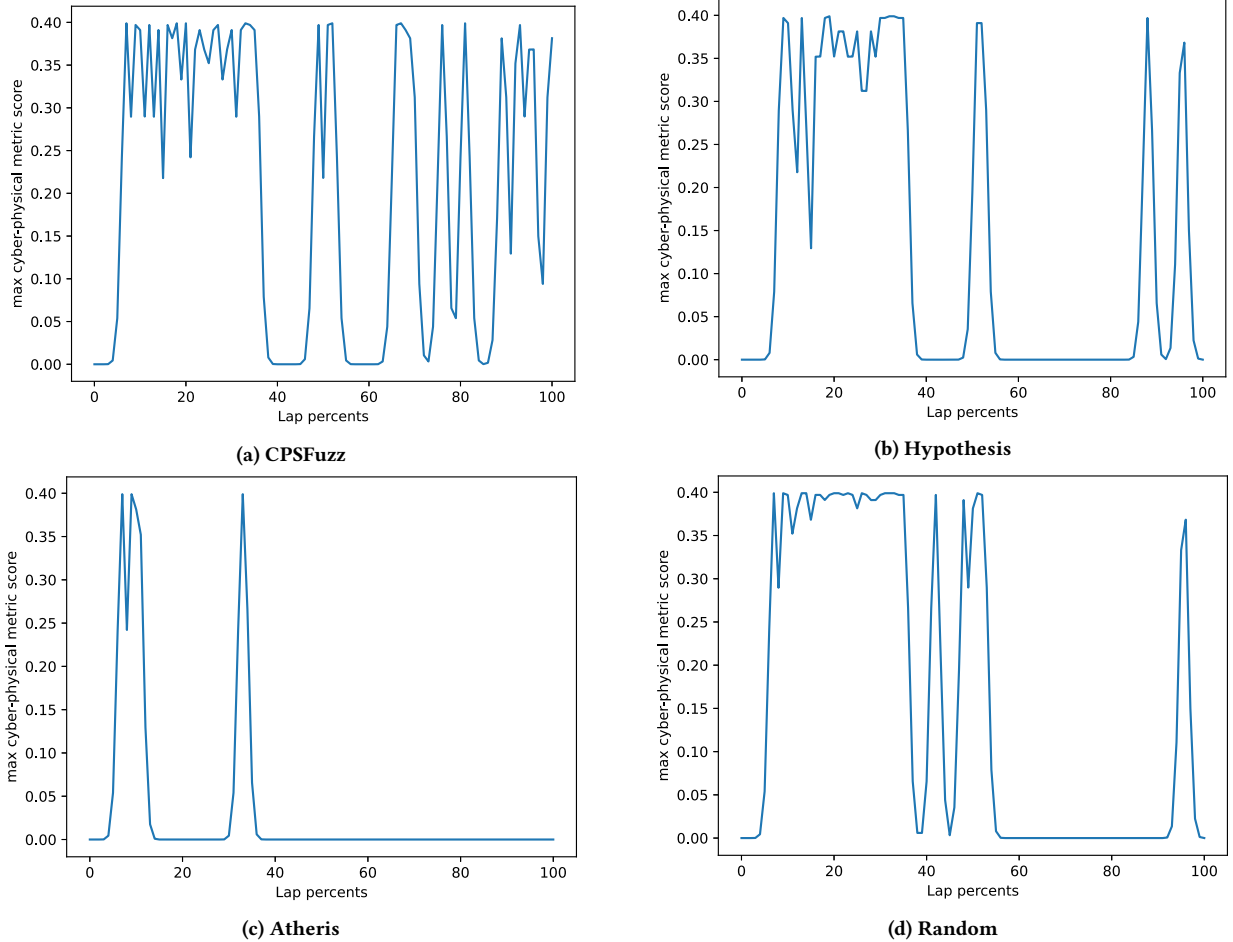 0.40
0.35
0.30
0.25
0.20
0.15
0.10
0.05
0.00
max cyber-physical metric score
0 20 40 60 80 100
Lap percents
(a) CPSFuzz
0.40
0.35
0.30
0.25
0.20
0.15
0.10
0.05
0.00
max cyber-physical metric score
0 20 40 60 80 100
Lap percents
(b) Hypothesis
0.40
0.35
0.30
0.25
0.20
0.15
0.10
0.05
0.00
max cyber-physical metric score
0 20 40 60 80 100
Lap percents
(c) Atheris
0.40
0.35
0.30
0.25
0.20
0.15
0.10
0.05
0.00
max cyber-physical metric score
0 20 40 60 80 100
Lap percents
(d) Random